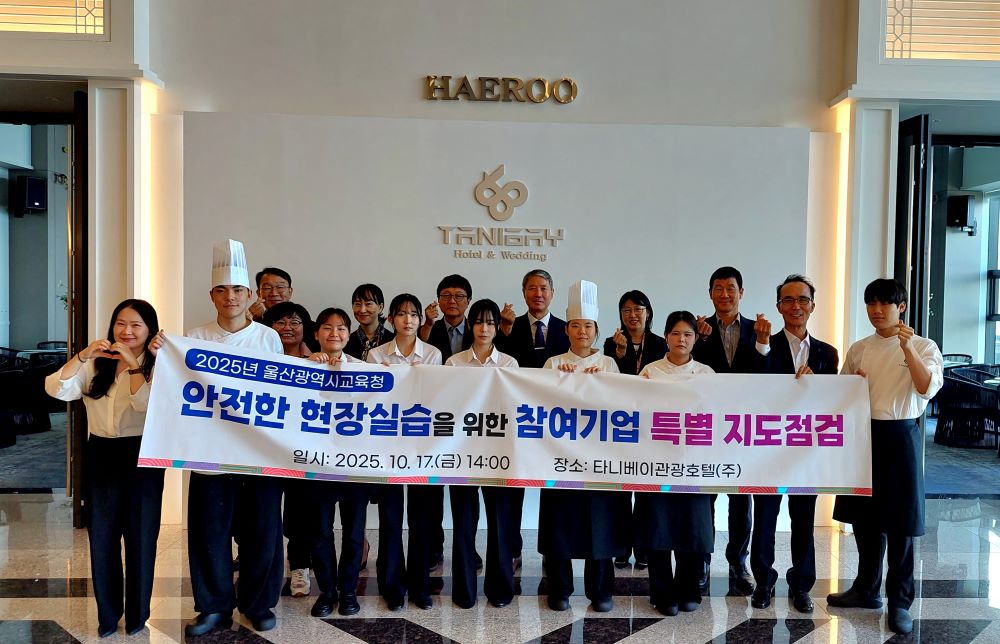 HAEROO
TANIBAY
Hotel & Wedding
2025년 울산광역시교육청
안전한 현장실습을 위한 참여기업 특별 지도점검
일시: 2025. 10. 17.(금) 14:00 장소: 타니베이관광호텔(주)